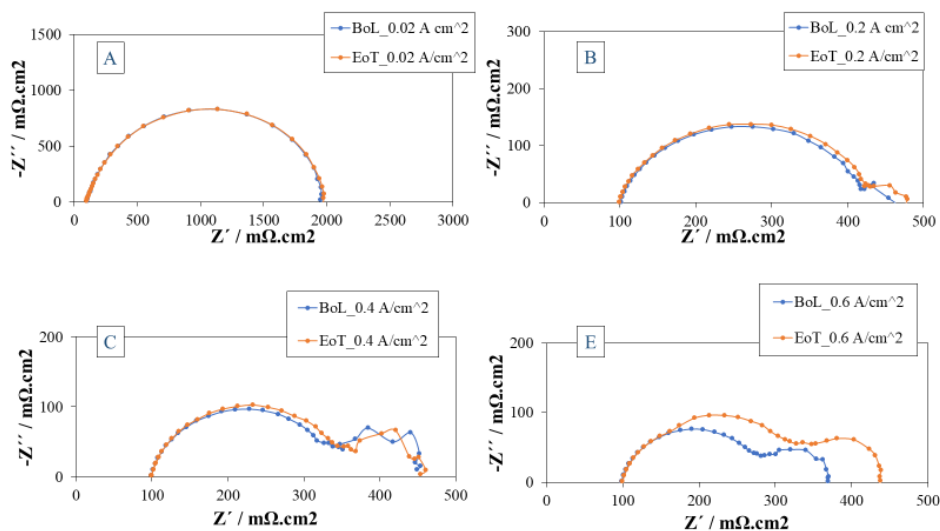 1500
A
BoL_0.02 A cm^2
EoT_0.02 A/cm^2
1000
500
0
-Z´´ / mΩ.cm2
0 500 1000 1500 2000 2500 3000
Z´ / mΩ.cm2
300
B
BoL_0.2 A cm^2
EoT_0.2 A/cm^2
200
100
0
-Z´´ / mΩ.cm2
0 100 200 300 400 500
Z´ / mΩ.cm2
200
C
BoL_0.4 A/cm^2
EoT_0.4 A/cm^2
100
0
-Z´´ / mΩ.cm2
0 100 200 300 400 500
Z´ / mΩ.cm2
200
E
BoL_0.6 A/cm^2
EoT_0.6 A/cm^2
100
0
-Z´´ / mΩ.cm2
0 100 200 300 400 500
Z´ / mΩ.cm2